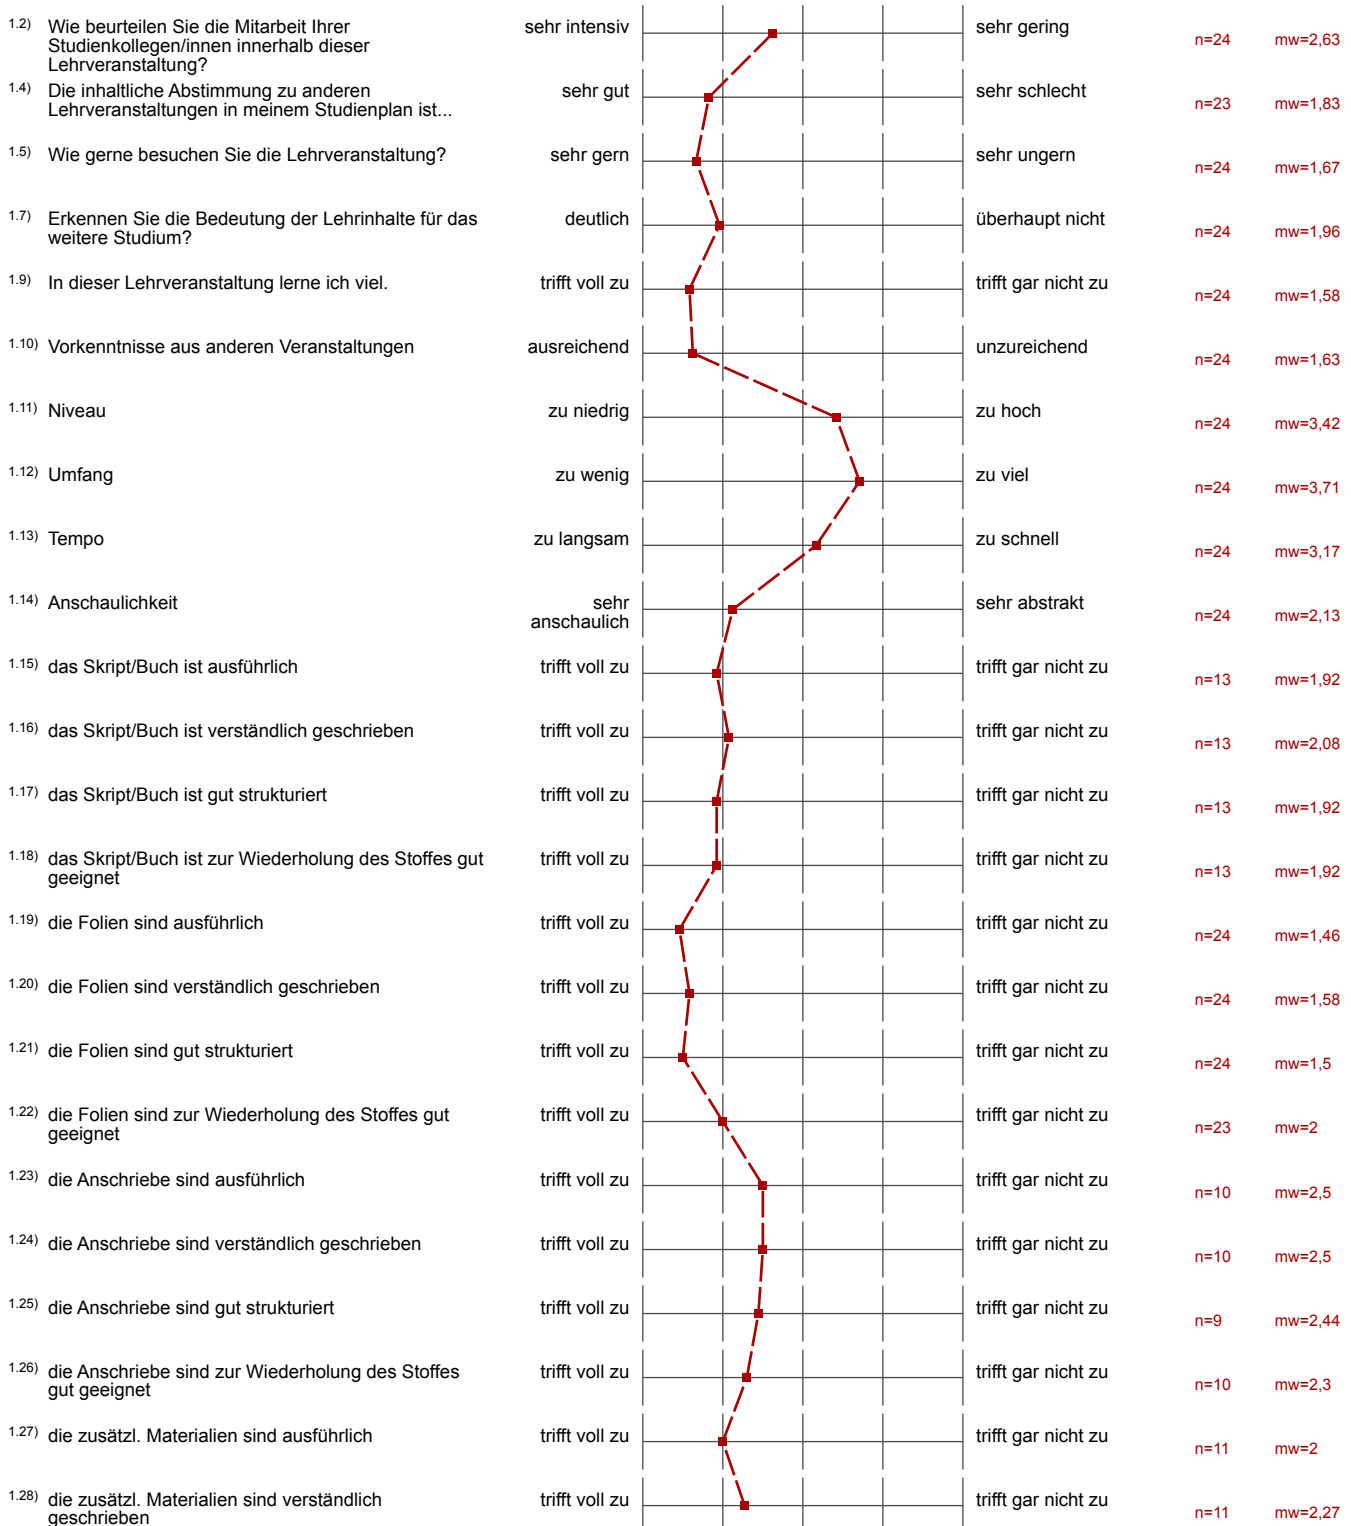 1.2) Wie beurteilen Sie die Mitarbeit Ihrer
Studienkollegen/innen innerhalb dieser
Lehrveranstaltung?
sehr intensiv
sehr gering
n=24
mw=2,63
1.4) Die inhaltliche Abstimmung zu anderen
Lehrveranstaltungen in meinem Studienplan ist...
sehr gut
sehr schlecht
n=23
mw=1,83
1.5) Wie gerne besuchen Sie die Lehrveranstaltung?
sehr gern
sehr ungern
n=24
mw=1,67
1.7) Erkennen Sie die Bedeutung der Lehrinhalte für das
weitere Studium?
deutlich
überhaupt nicht
n=24
mw=1,96
1.9) In dieser Lehrveranstaltung lerne ich viel.
trifft voll zu
trifft gar nicht zu
n=24
mw=1,58
1.10) Vorkenntnisse aus anderen Veranstaltungen
ausreichend
unzureichend
n=24
mw=1,63
1.11) Niveau
zu niedrig
zu hoch
n=24
mw=3,42
1.12) Umfang
zu wenig
zu viel
n=24
mw=3,71
1.13) Tempo
zu langsam
zu schnell
n=24
mw=3,17
1.14) Anschaulichkeit
sehr
anschaulich
sehr abstrakt
n=24
mw=2,13
1.15) das Skript/Buch ist ausführlich
trifft voll zu
trifft gar nicht zu
n=13
mw=1,92
1.16) das Skript/Buch ist verständlich geschrieben
trifft voll zu
trifft gar nicht zu
n=13
mw=2,08
1.17) das Skript/Buch ist gut strukturiert
trifft voll zu
trifft gar nicht zu
n=13
mw=1,92
1.18) das Skript/Buch ist zur Wiederholung des Stoffes gut
geeignet
trifft voll zu
trifft gar nicht zu
n=13
mw=1,92
1.19) die Folien sind ausführlich
trifft voll zu
trifft gar nicht zu
n=24
mw=1,46
1.20) die Folien sind verständlich geschrieben
trifft voll zu
trifft gar nicht zu
n=24
mw=1,58
1.21) die Folien sind gut strukturiert
trifft voll zu
trifft gar nicht zu
n=24
mw=1,5
1.22) die Folien sind zur Wiederholung des Stoffes gut
geeignet
trifft voll zu
trifft gar nicht zu
n=23
mw=2
1.23) die Anschriebe sind ausführlich
trifft voll zu
trifft gar nicht zu
n=10
mw=2,5
1.24) die Anschriebe sind verständlich geschrieben
trifft voll zu
trifft gar nicht zu
n=10
mw=2,5
1.25) die Anschriebe sind gut strukturiert
trifft voll zu
trifft gar nicht zu
n=9
mw=2,44
1.26) die Anschriebe sind zur Wiederholung des Stoffes
gut geeignet
trifft voll zu
trifft gar nicht zu
n=10
mw=2,3
1.27) die zusätzl. Materialien sind ausführlich
trifft voll zu
trifft gar nicht zu
n=11
mw=2
1.28) die zusätzl. Materialien sind verständlich
geschrieben
trifft voll zu
trifft gar nicht zu
n=11
mw=2,27